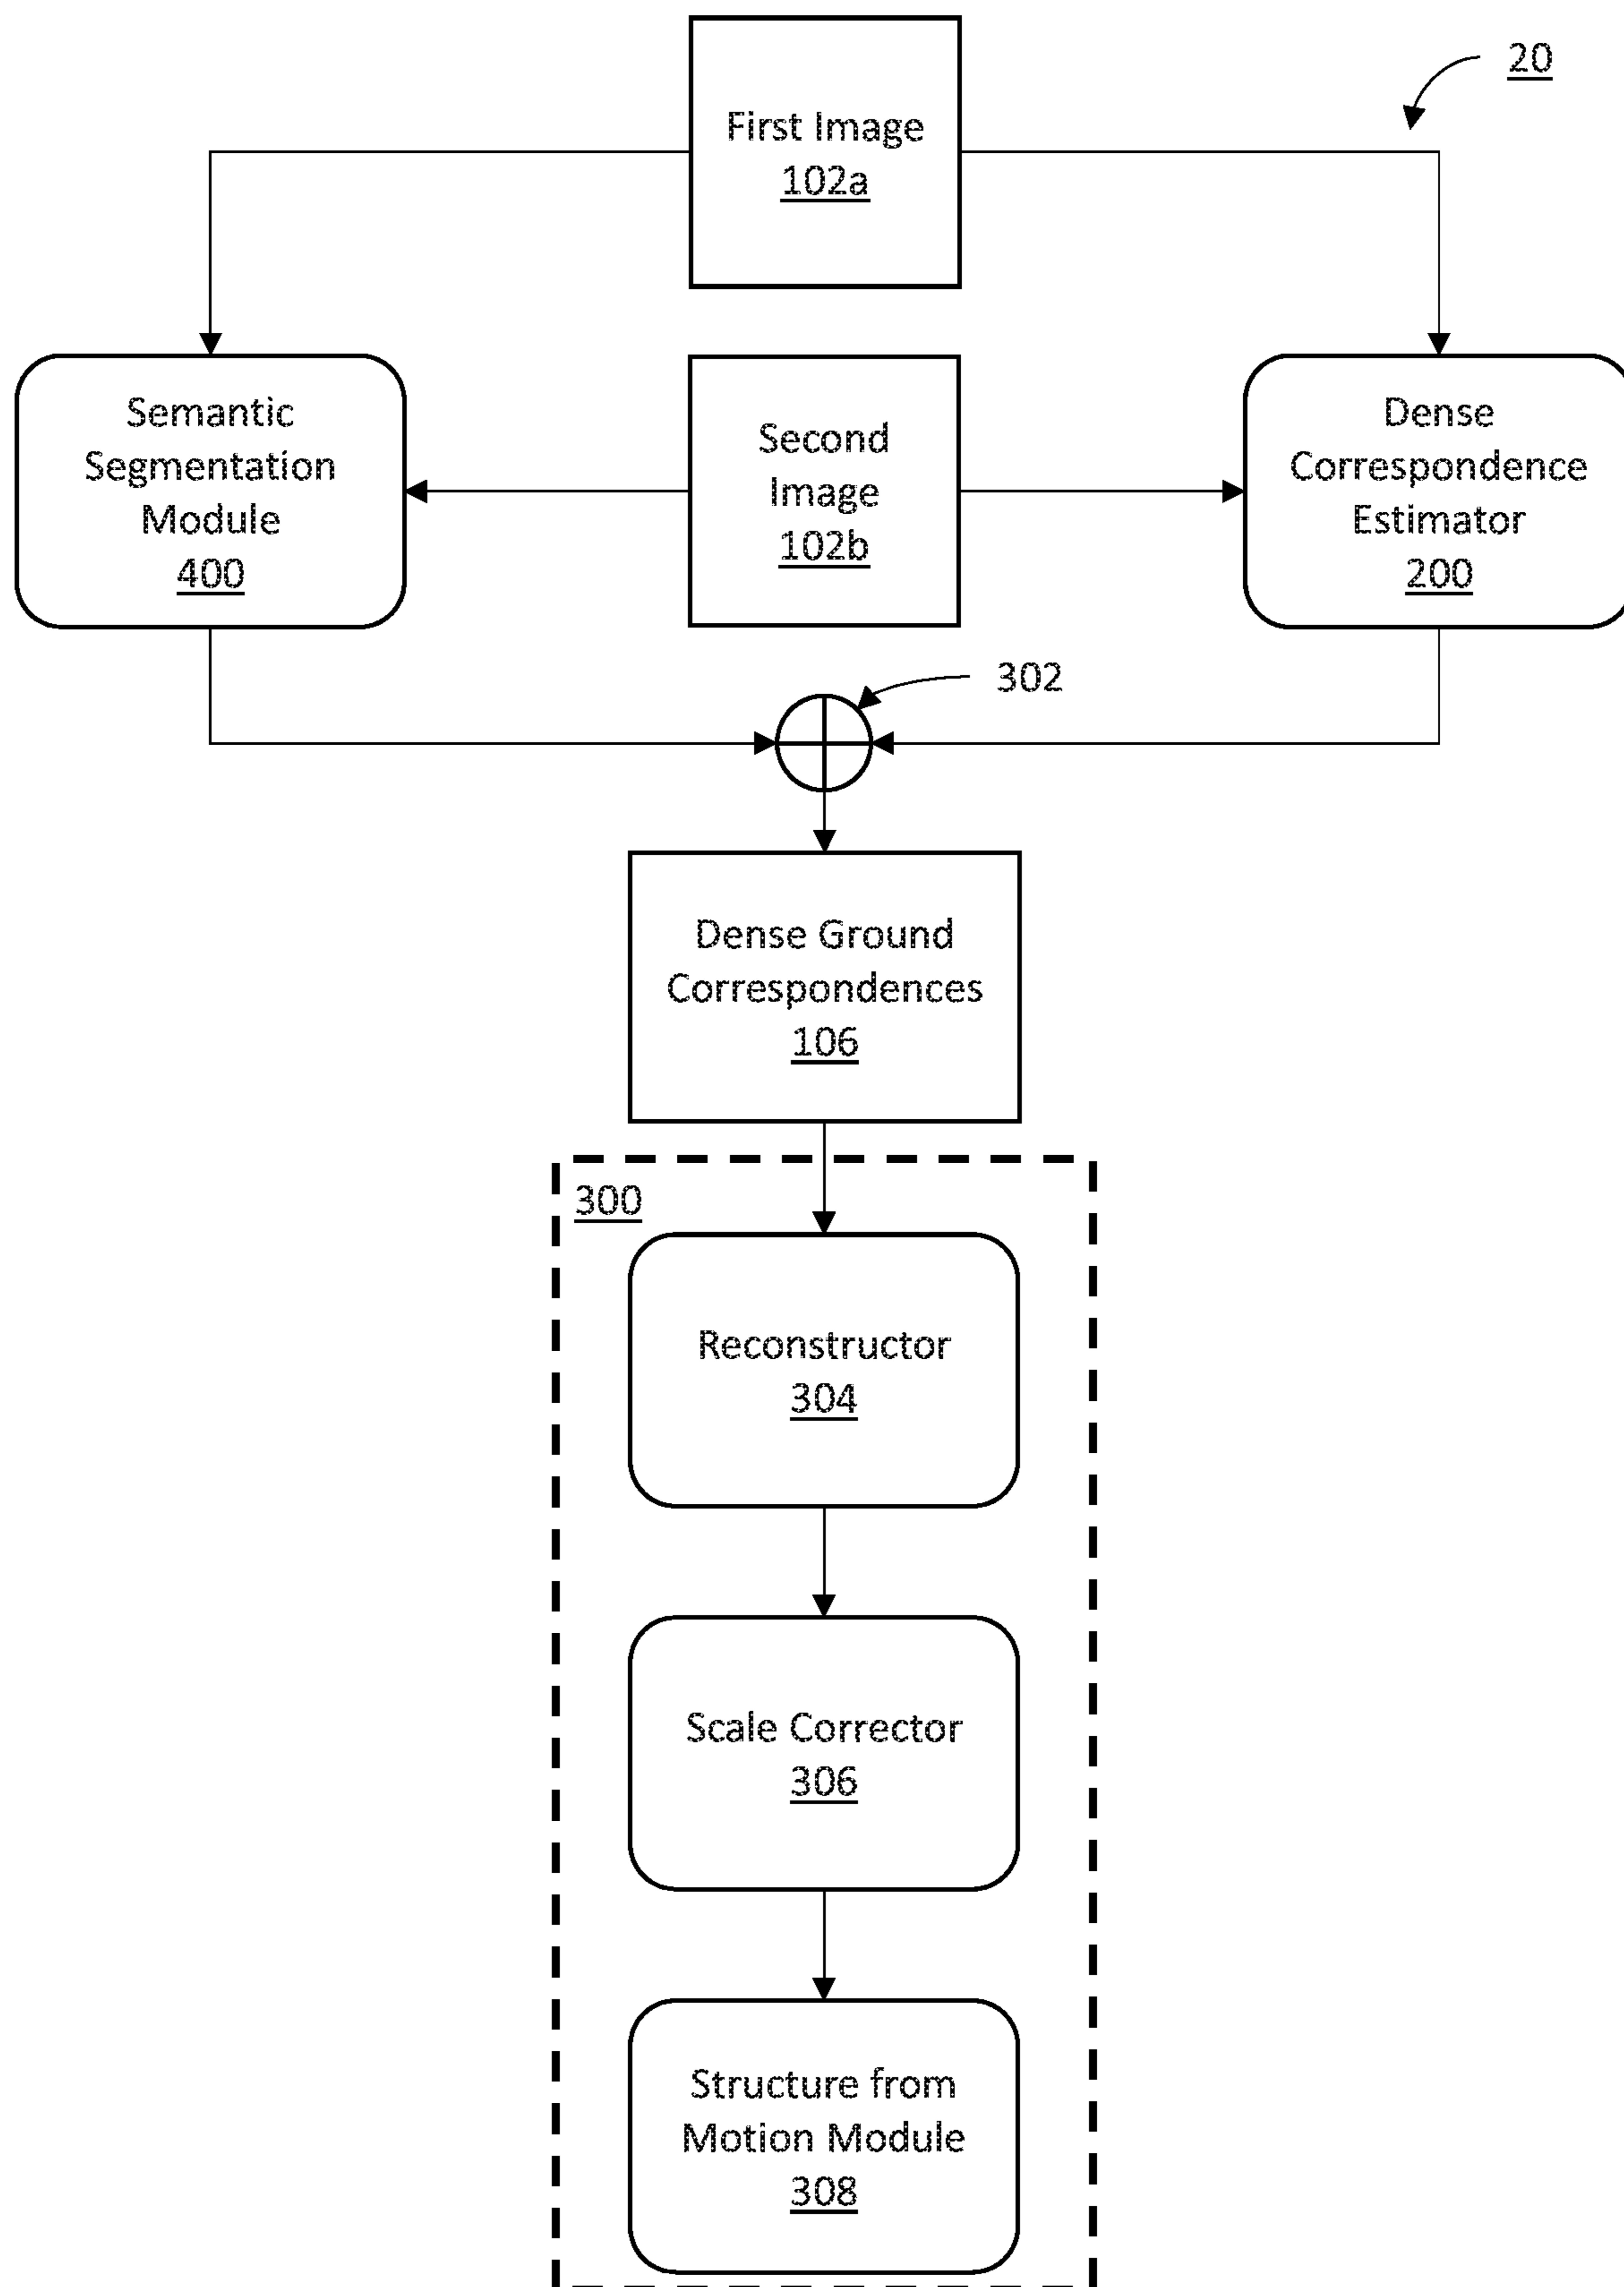 20
First Image
102a
Semantic
Segmentation
Module
400
Second
Image
102b
Dense
Correspondence
Estimator
200
302
Dense Ground
Correspondences
106
300
Reconstructor
304
Scale Corrector
306
Structure from
Motion Module
308